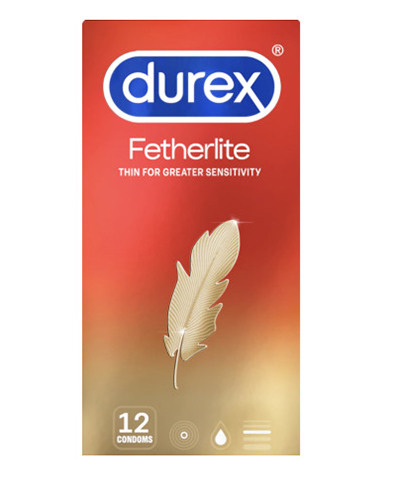 durex®
Fetherlite
THIN FOR GREATER SENSITIVITY
12
CONDOMS